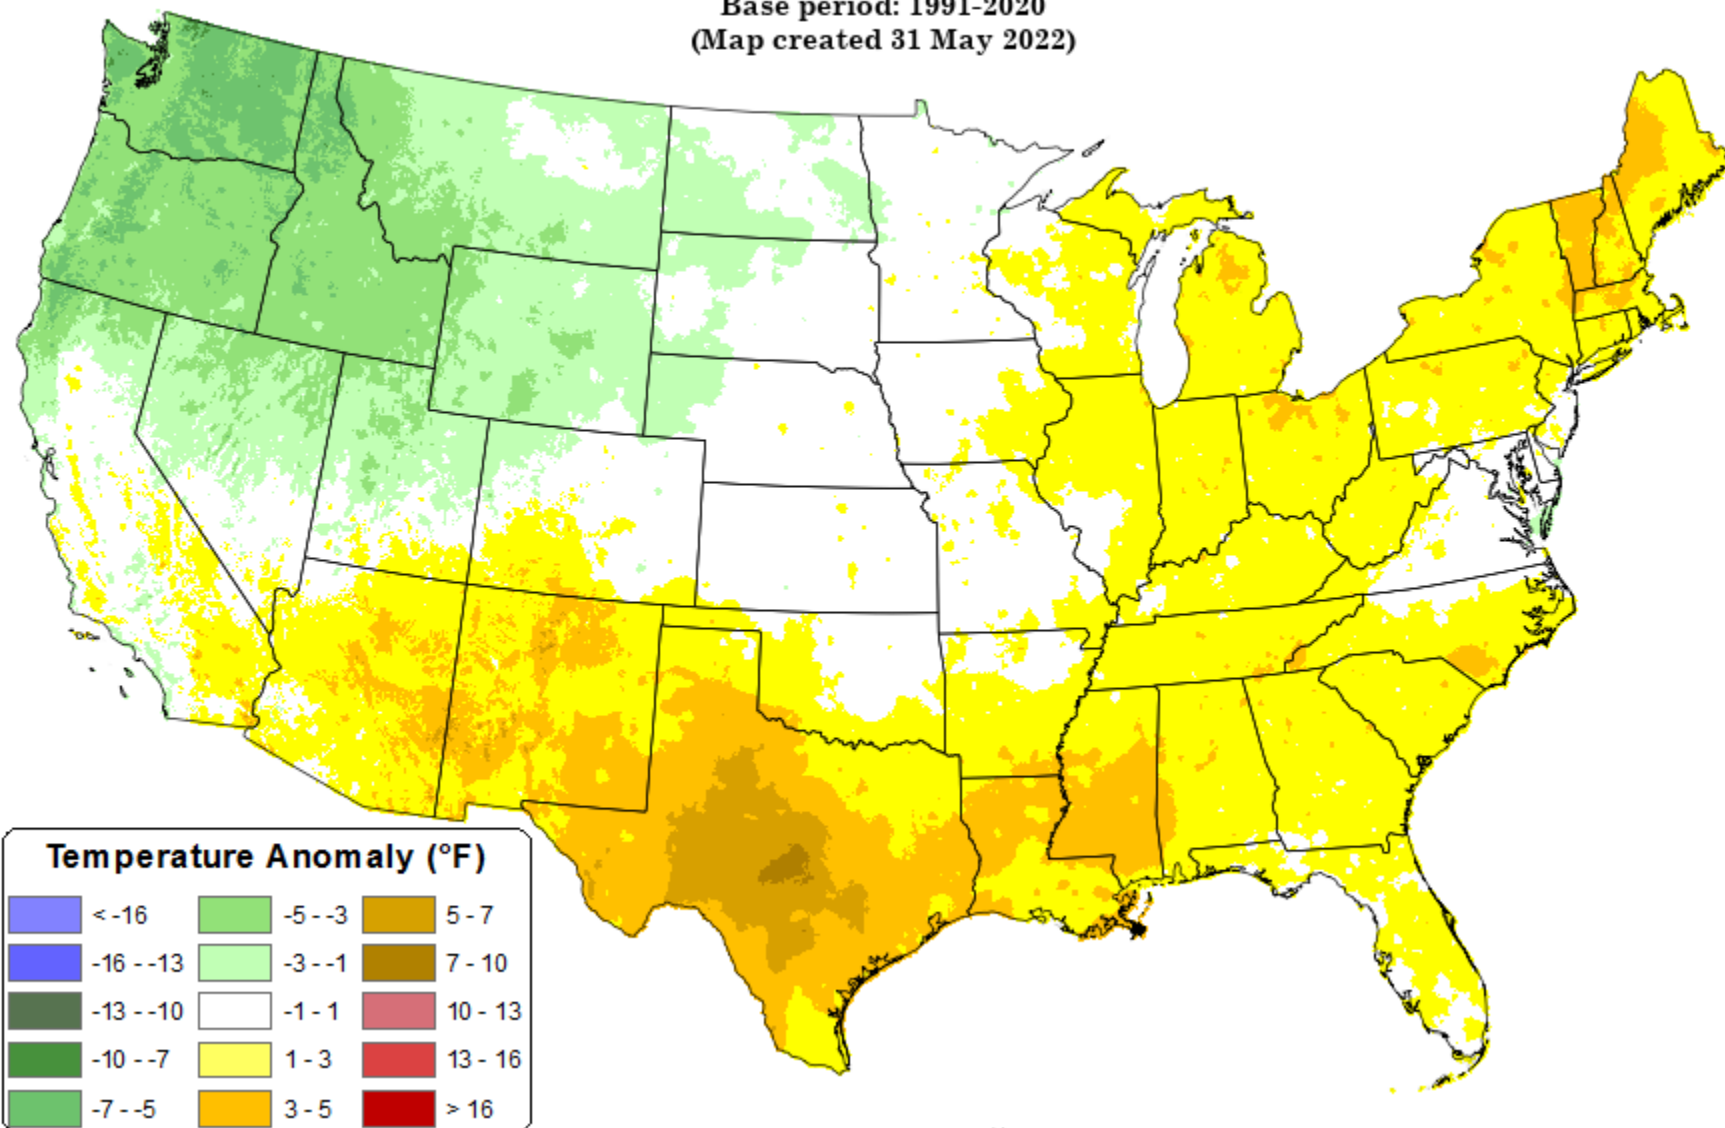 Base period: 1991-2020
(Map created 31 May 2022)
Temperature Anomaly (°F)
< -16
-5 - -3
5 - 7
-16 - -13
-3 - -1
7 - 10
-13 - -10
-1 - 1
10 - 13
-10 - -7
1 - 3
13 - 16
-7 - -5
3 - 5
> 16